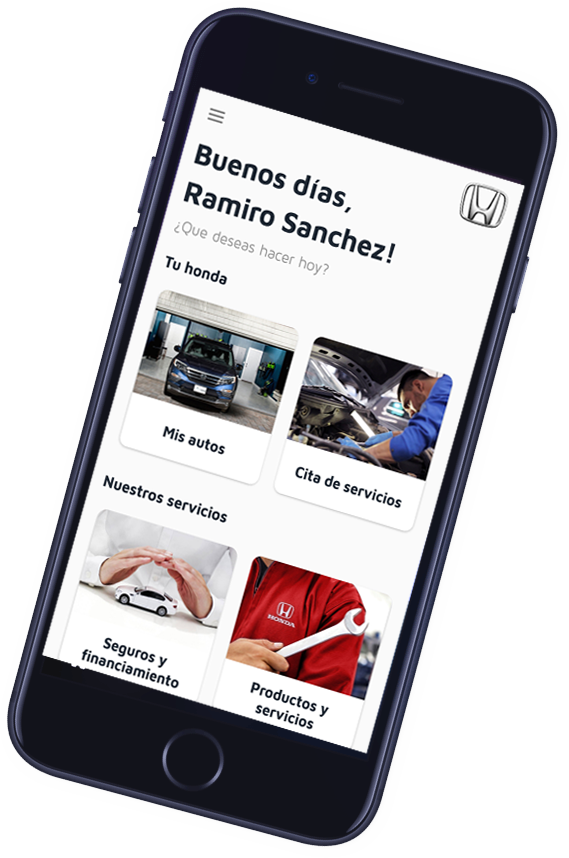 Buenos días,
Ramiro Sanchez!
¿Que deseas hacer hoy?
Tu honda
Mis autos
Cita de servicios
Nuestros servicios
Seguros y
financiamiento
HONDA
Productos y
servicios